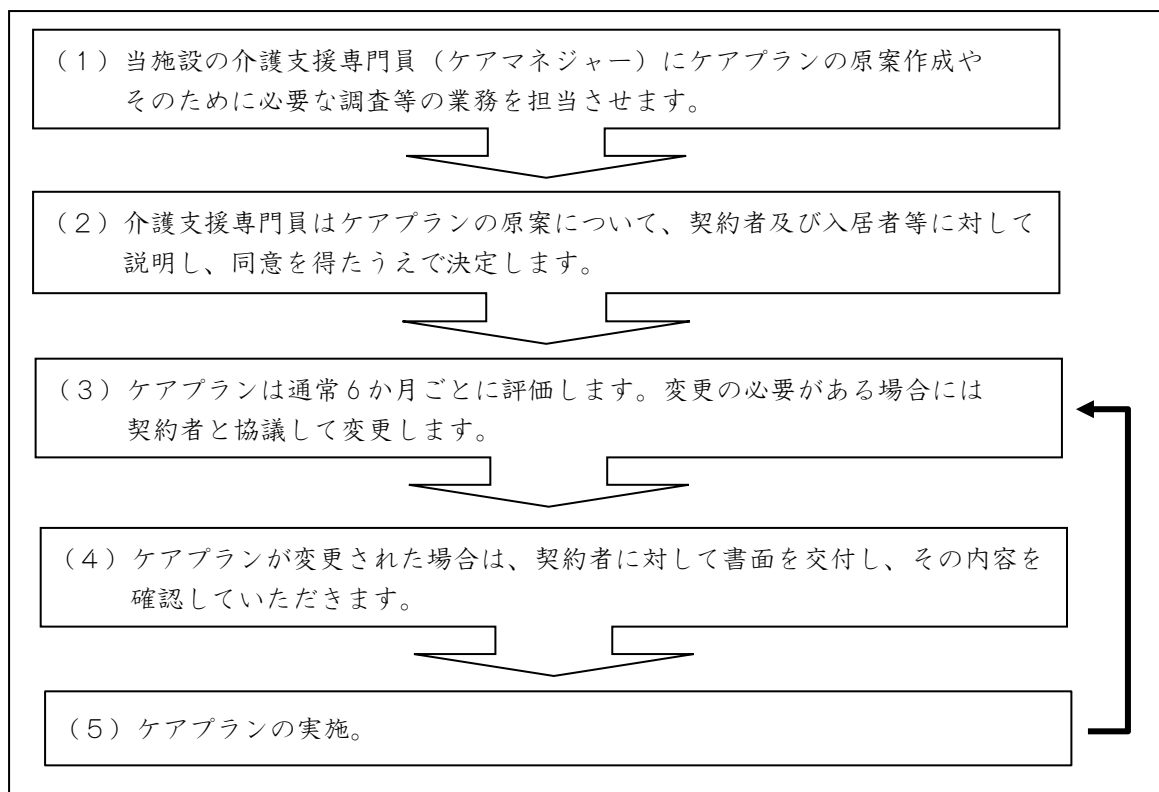 （１）当施設の介護支援専門員（ケアマネジャー）にケアプランの原案作成や
そのために必要な調査等の業務を担当させます。
（２）介護支援専門員はケアプランの原案について、契約者及び入居者等に対して
説明し、同意を得たうえで決定します。
（３）ケアプランは通常６か月ごとに評価します。変更の必要がある場合には
契約者と協議して変更します。
（４）ケアプランが変更された場合は、契約者に対して書面を交付し、その内容を
確認していただきます。
（５）ケアプランの実施。